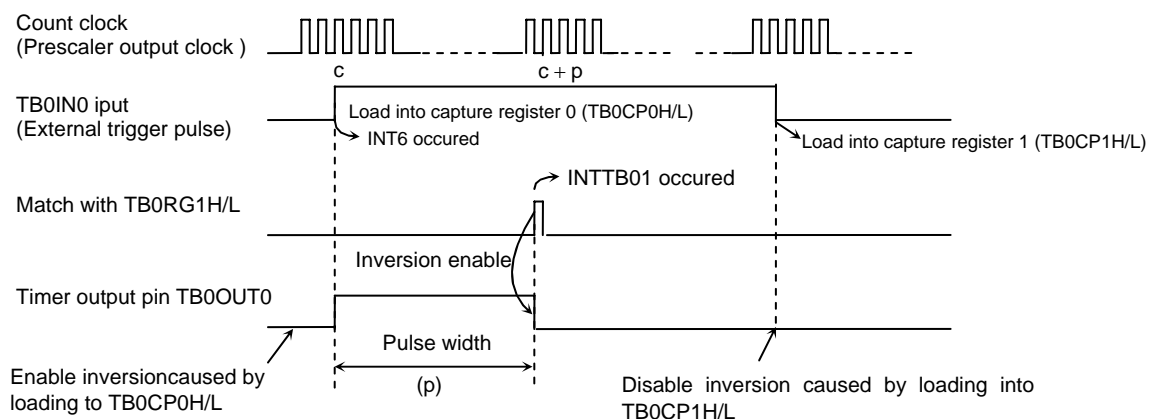 Count clock
(Prescaler output clock )
c
c + p
TB0IN0 iput
(External trigger pulse)
Load into capture register 0 (TB0CP0H/L)
INT6 occured
Load into capture register 1 (TB0CP1H/L)
INTTB01 occured
Match with TB0RG1H/L
Inversion enable
Timer output pin TB0OUT0
Pulse width
(p)
Enable inversioncaused by
loading to TB0CP0H/L
Disable inversion caused by loading into
TB0CP1H/L